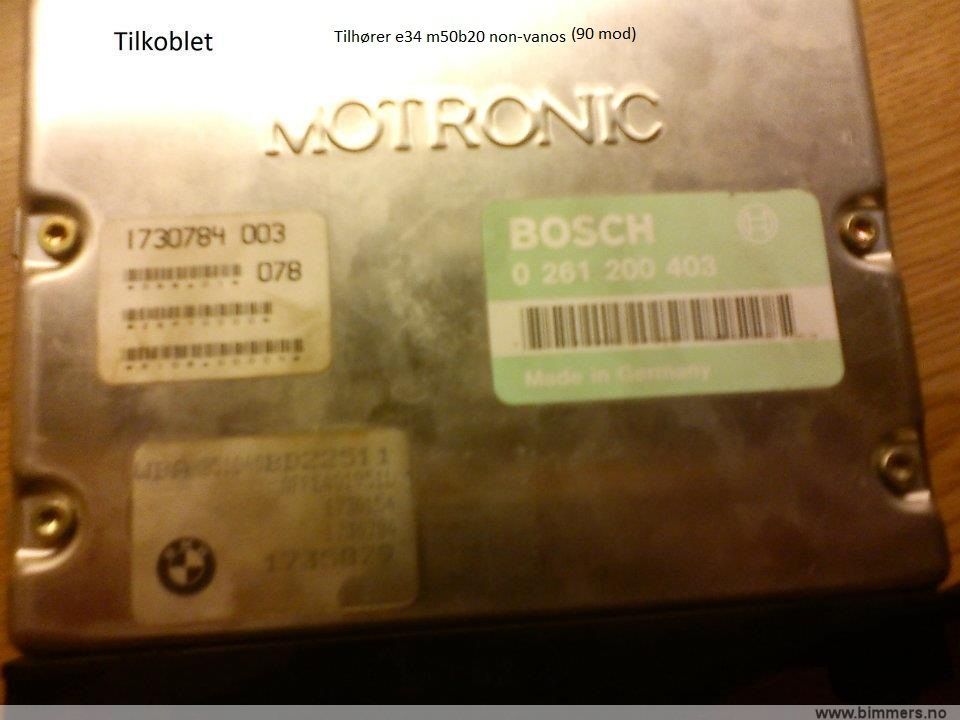 Tilkoblet
Tilhører e34 m50b20 non-vanos (90 mod)
MOTRONIC
1730784 003
078
BOSCH
0 261 200 403
Made in Germany
1735079
www.bimmers.no